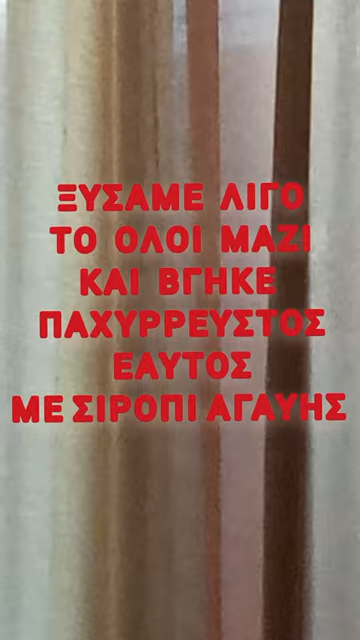 ΞΥΣΑΜΕ ΛΙΓΟ
ΤΟ ΟΛΟΙ ΜΑΖΙ
ΚΑΙ ΒΓΗΚΕ
ΠΑΧΥΡΡΕΥΣΤΟΣ
ΕΑΥΤΟΣ
ΜΕ ΣΙΡΟΠΙ ΑΓΑΥΗΣ